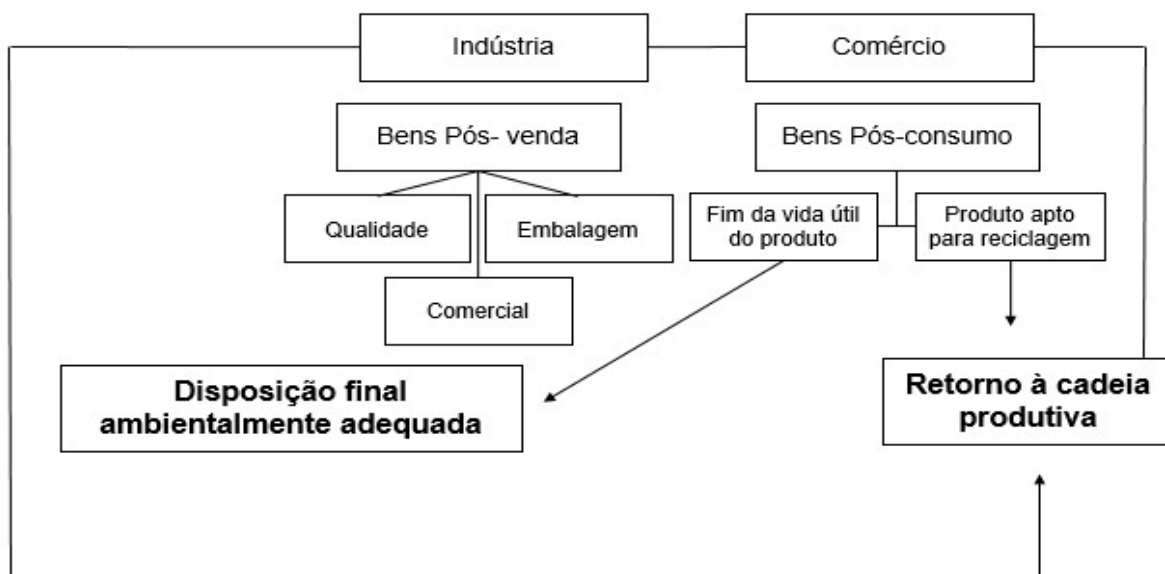 Indústria
Comércio
Bens Pós- venda
Bens Pós-consumo
Qualidade
Embalagem
Fim da vida útil
do produto
Produto apto
para reciclagem
Comercial
Disposição final
ambientalmente adequada
Retorno à cadeia
produtiva